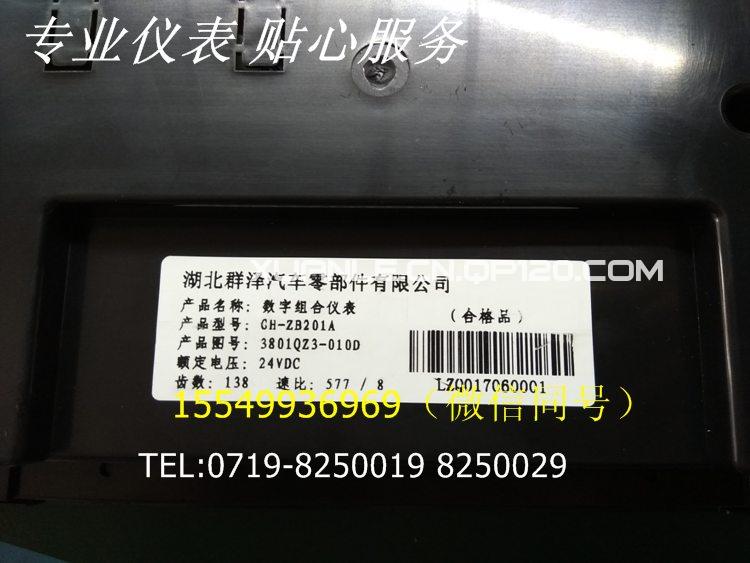 专业仪表 贴心服务
XUANLE.CN.QP120.COM
湖北群泽汽车零部件有限公司
产品名称: 数字组合仪表
(合格品)
产品型号: GH-ZB201A
产品图号: 3801QZ3-010D
额定电压: 24VDC
齿数: 138 速比: 577 / 8
LZQ017060001
15549936969（微信同号）
TEL:0719-8250019 8250029